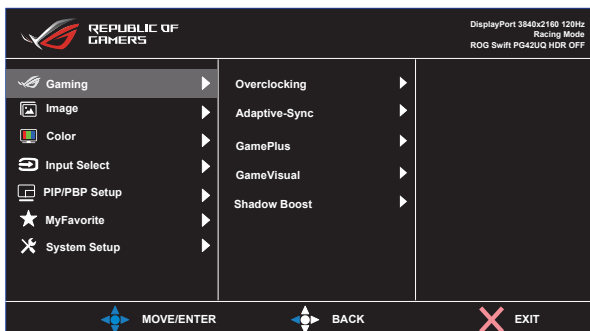 REPUBLIC OF
GAMERS
DisplayPort 3840x2160 120Hz
Racing Mode
ROG Swift PG42UQ HDR OFF
Gaming
Image
Color
Input Select
PIP/PBP Setup
MyFavorite
System Setup
Overclocking
Adaptive-Sync
GamePlus
GameVisual
Shadow Boost
MOVE/ENTER
BACK
EXIT